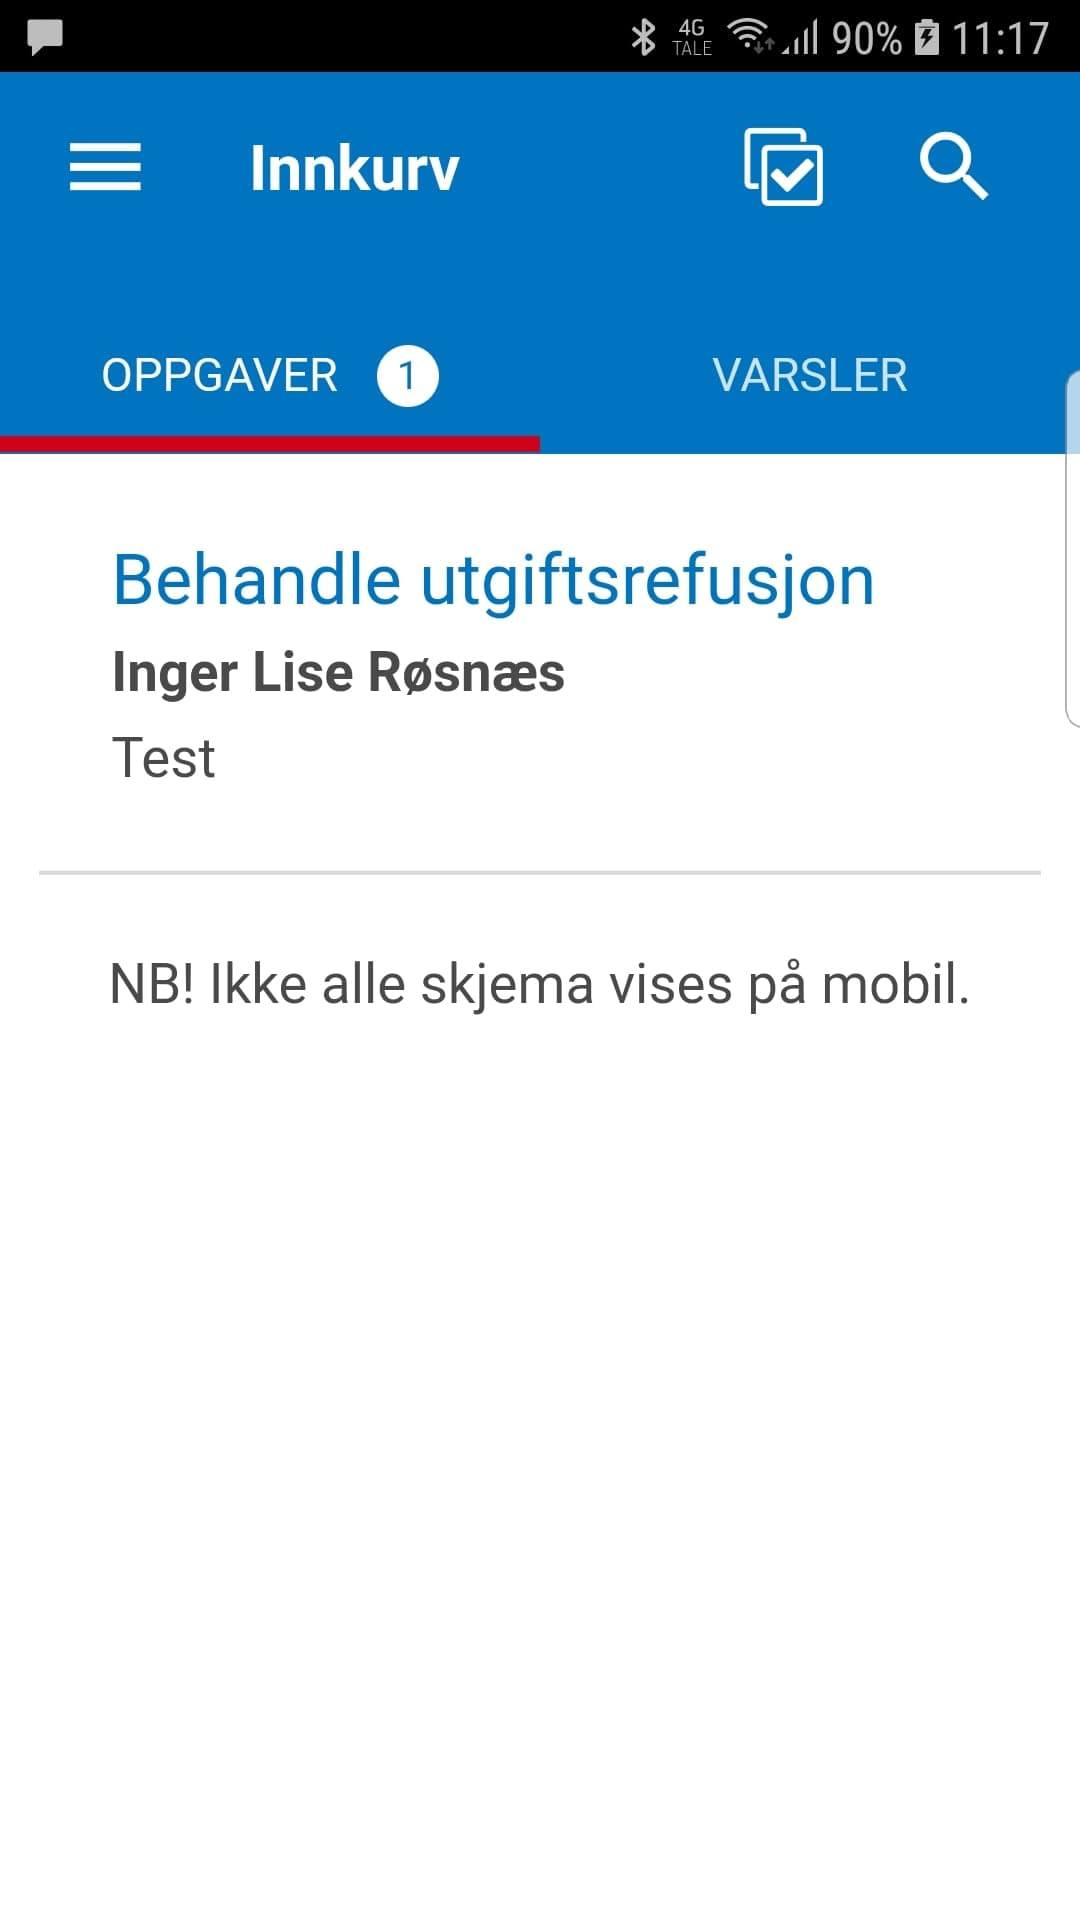 4G
TALE
90%
11:17
Innkurv
OPPGAVER 1
VARSLER
Behandle utgiftsrefusjon
Inger Lise Røsnæs
Test
NB! Ikke alle skjema vises på mobil.